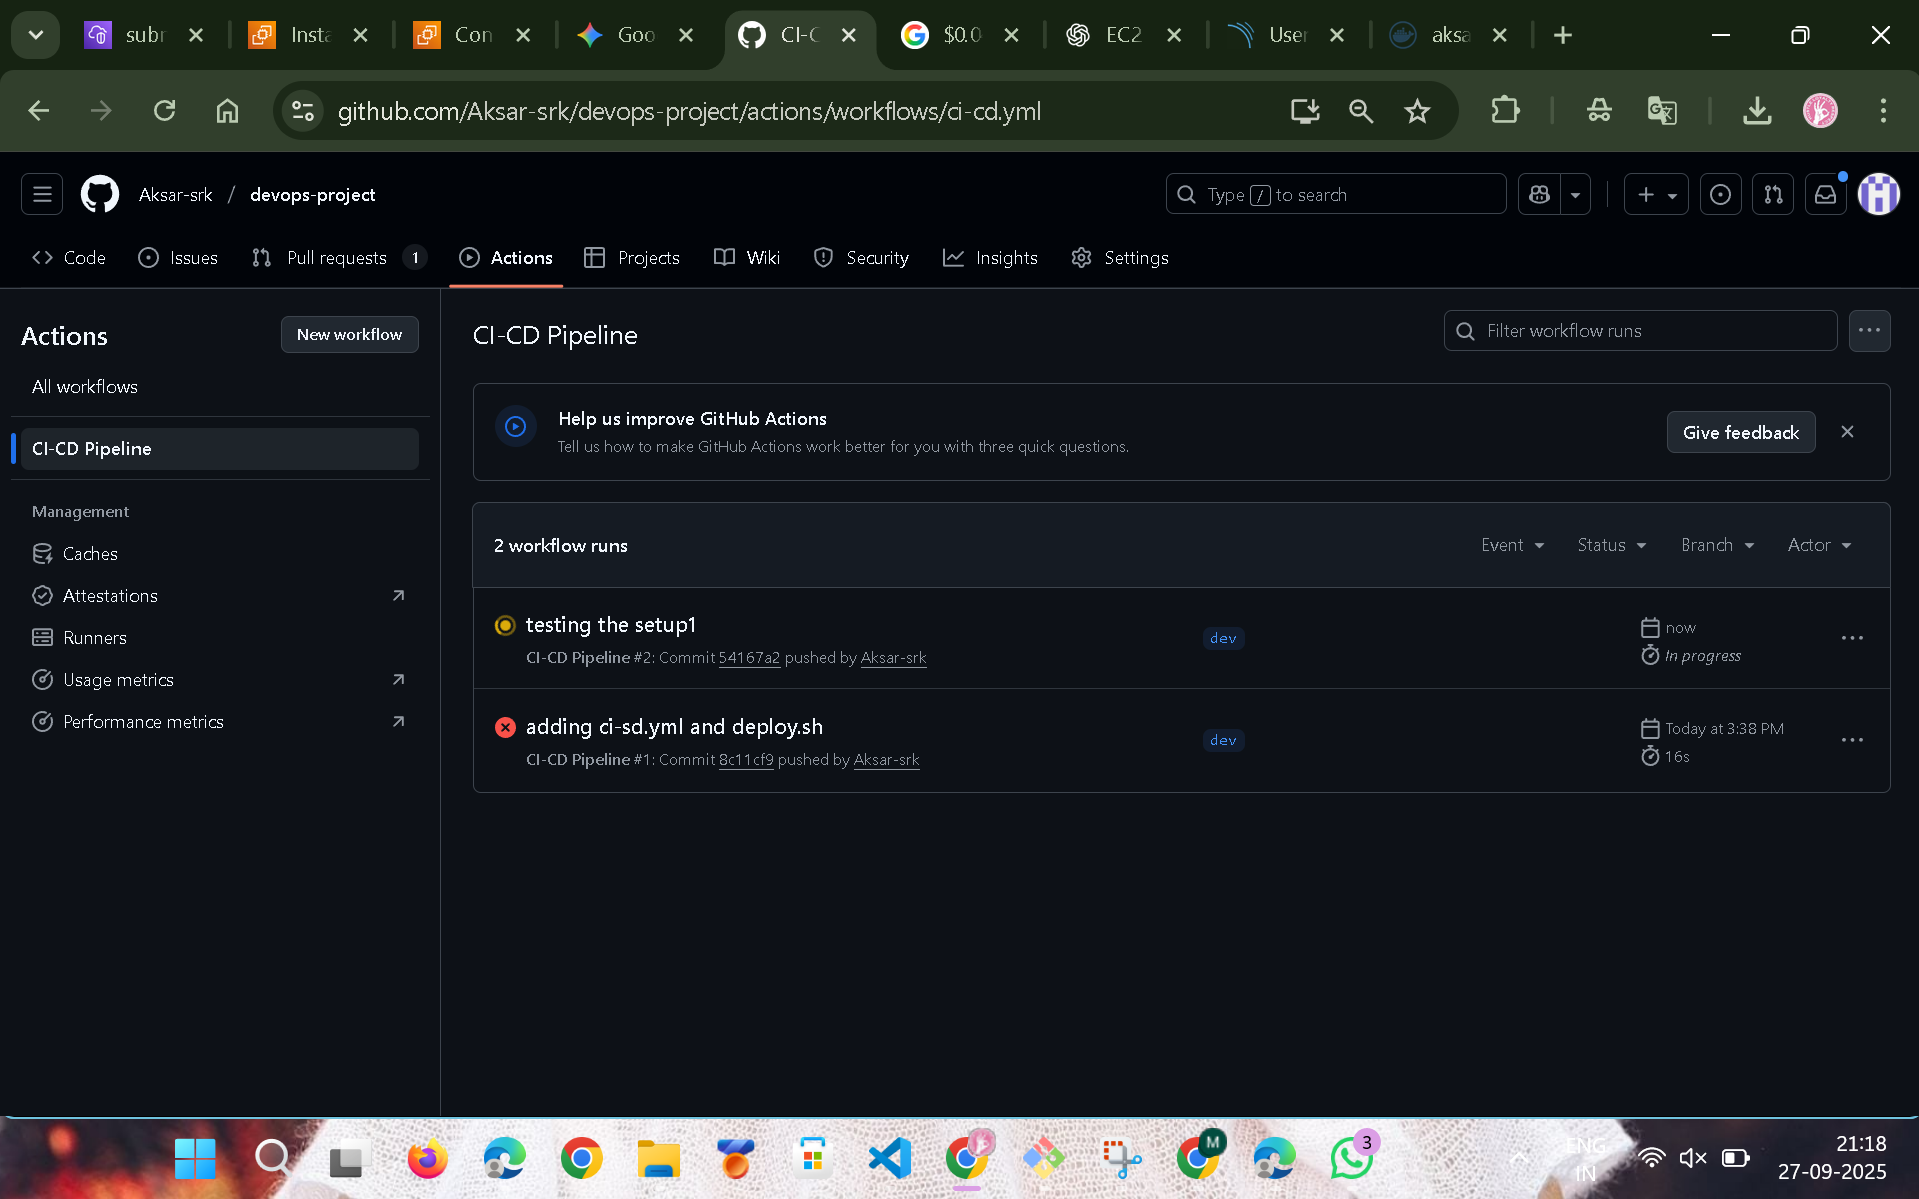 subr
Insta
Con
Goo
CI-C
$0.0
EC2
User
aksa
github.com/Aksar-srk/devops-project/actions/workflows/ci-cd.yml
Aksar-srk / devops-project
Type / to search
Code
Issues
Pull requests 1
Actions
Projects
Wiki
Security
Insights
Settings
Actions
New workflow
All workflows
CI-CD Pipeline
Management
Caches
Attestations
Runners
Usage metrics
Performance metrics
CI-CD Pipeline
Filter workflow runs
Help us improve GitHub Actions
Tell us how to make GitHub Actions work better for you with three quick questions.
Give feedback
2 workflow runs
Event
Status
Branch
Actor
testing the setup1
CI-CD Pipeline #2: Commit 54167a2 pushed by Aksar-srk
dev
now
In progress
adding ci-sd.yml and deploy.sh
CI-CD Pipeline #1: Commit 8c11cf9 pushed by Aksar-srk
dev
Today at 3:38 PM
16s
M
3
ENG
IN
21:18
27-09-2025